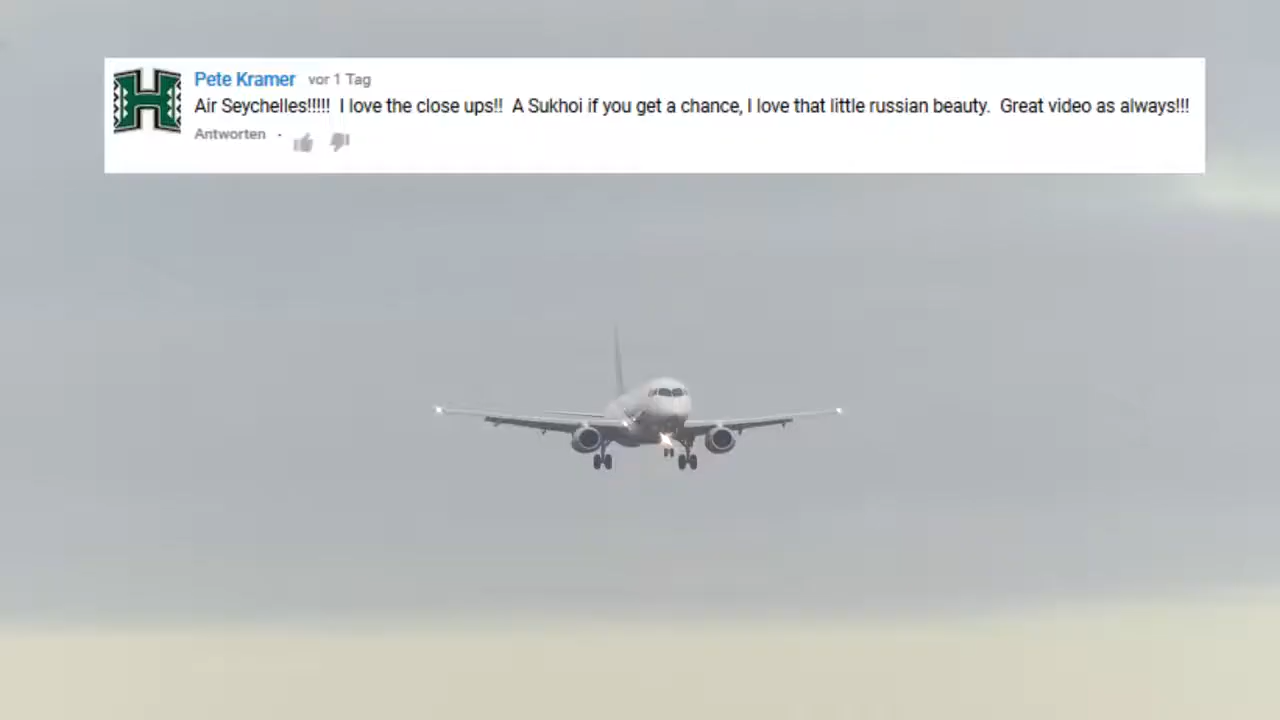 Pete Kramer vor 1 Tag
Air Seychelles!!!!! I love the close ups!! A Sukhoi if you get a chance, I love that little russian beauty. Great video as always!!!
Antworten ·